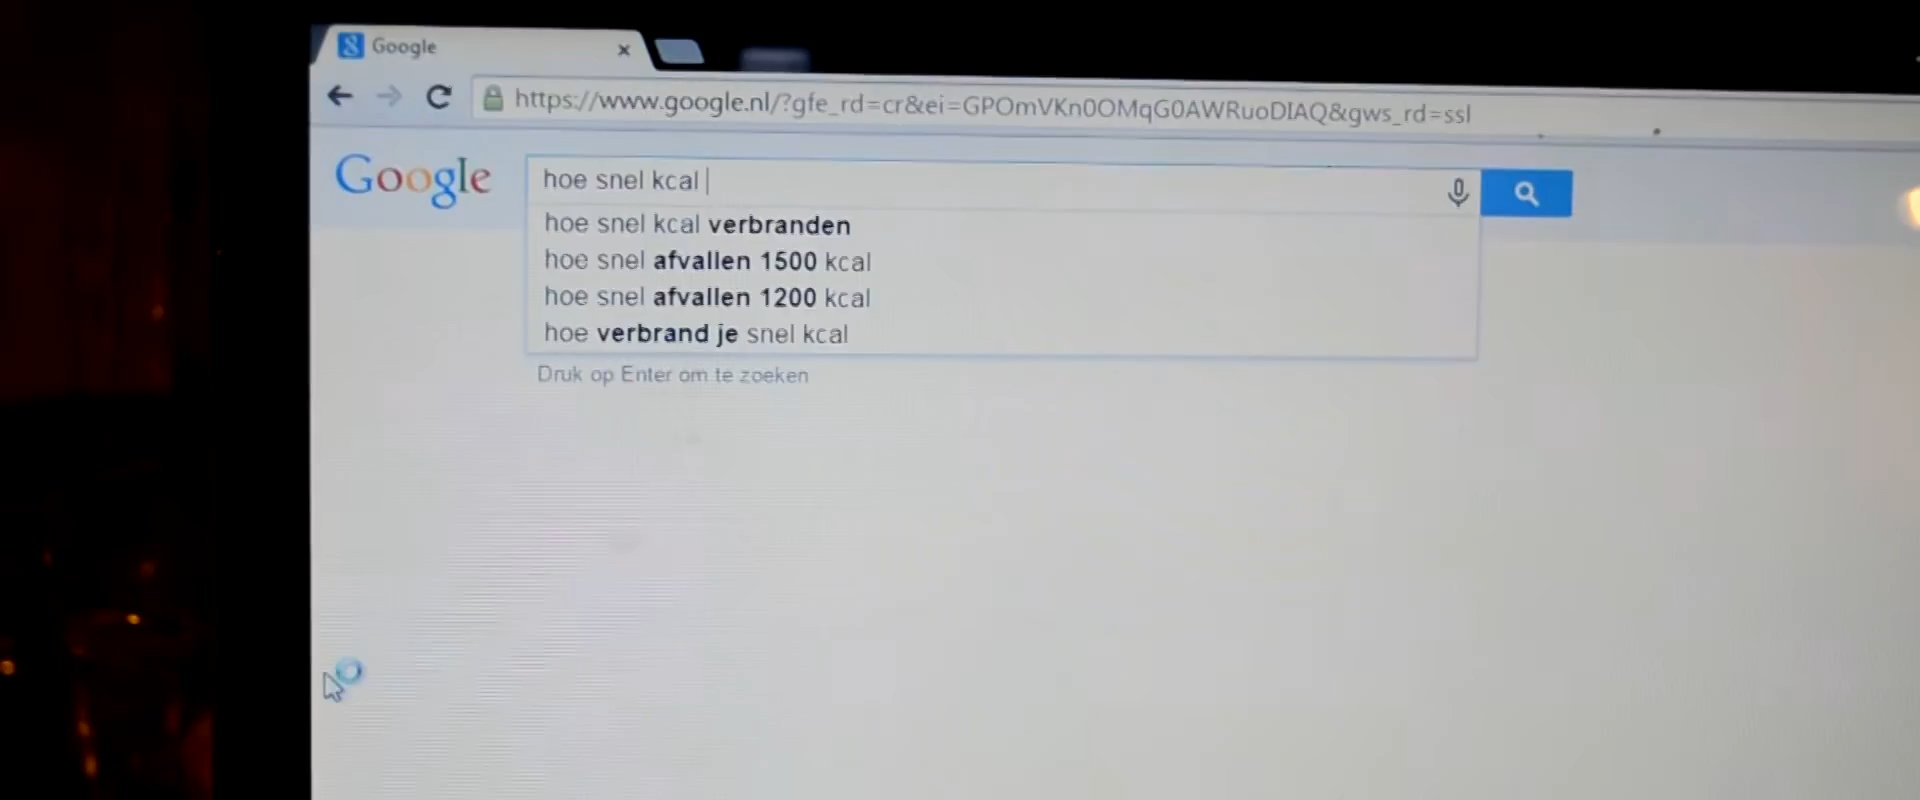 Google
https://www.google.nl/?gfe_rd=cr&ei=GPOmVKn0OMqG0AWRuoDIAQ&gws_rd=ssl
Google
hoe snel kcal
hoe snel kcal verbranden
hoe snel afvallen 1500 kcal
hoe snel afvallen 1200 kcal
hoe verbrand je snel kcal
Druk op Enter om te zoeken